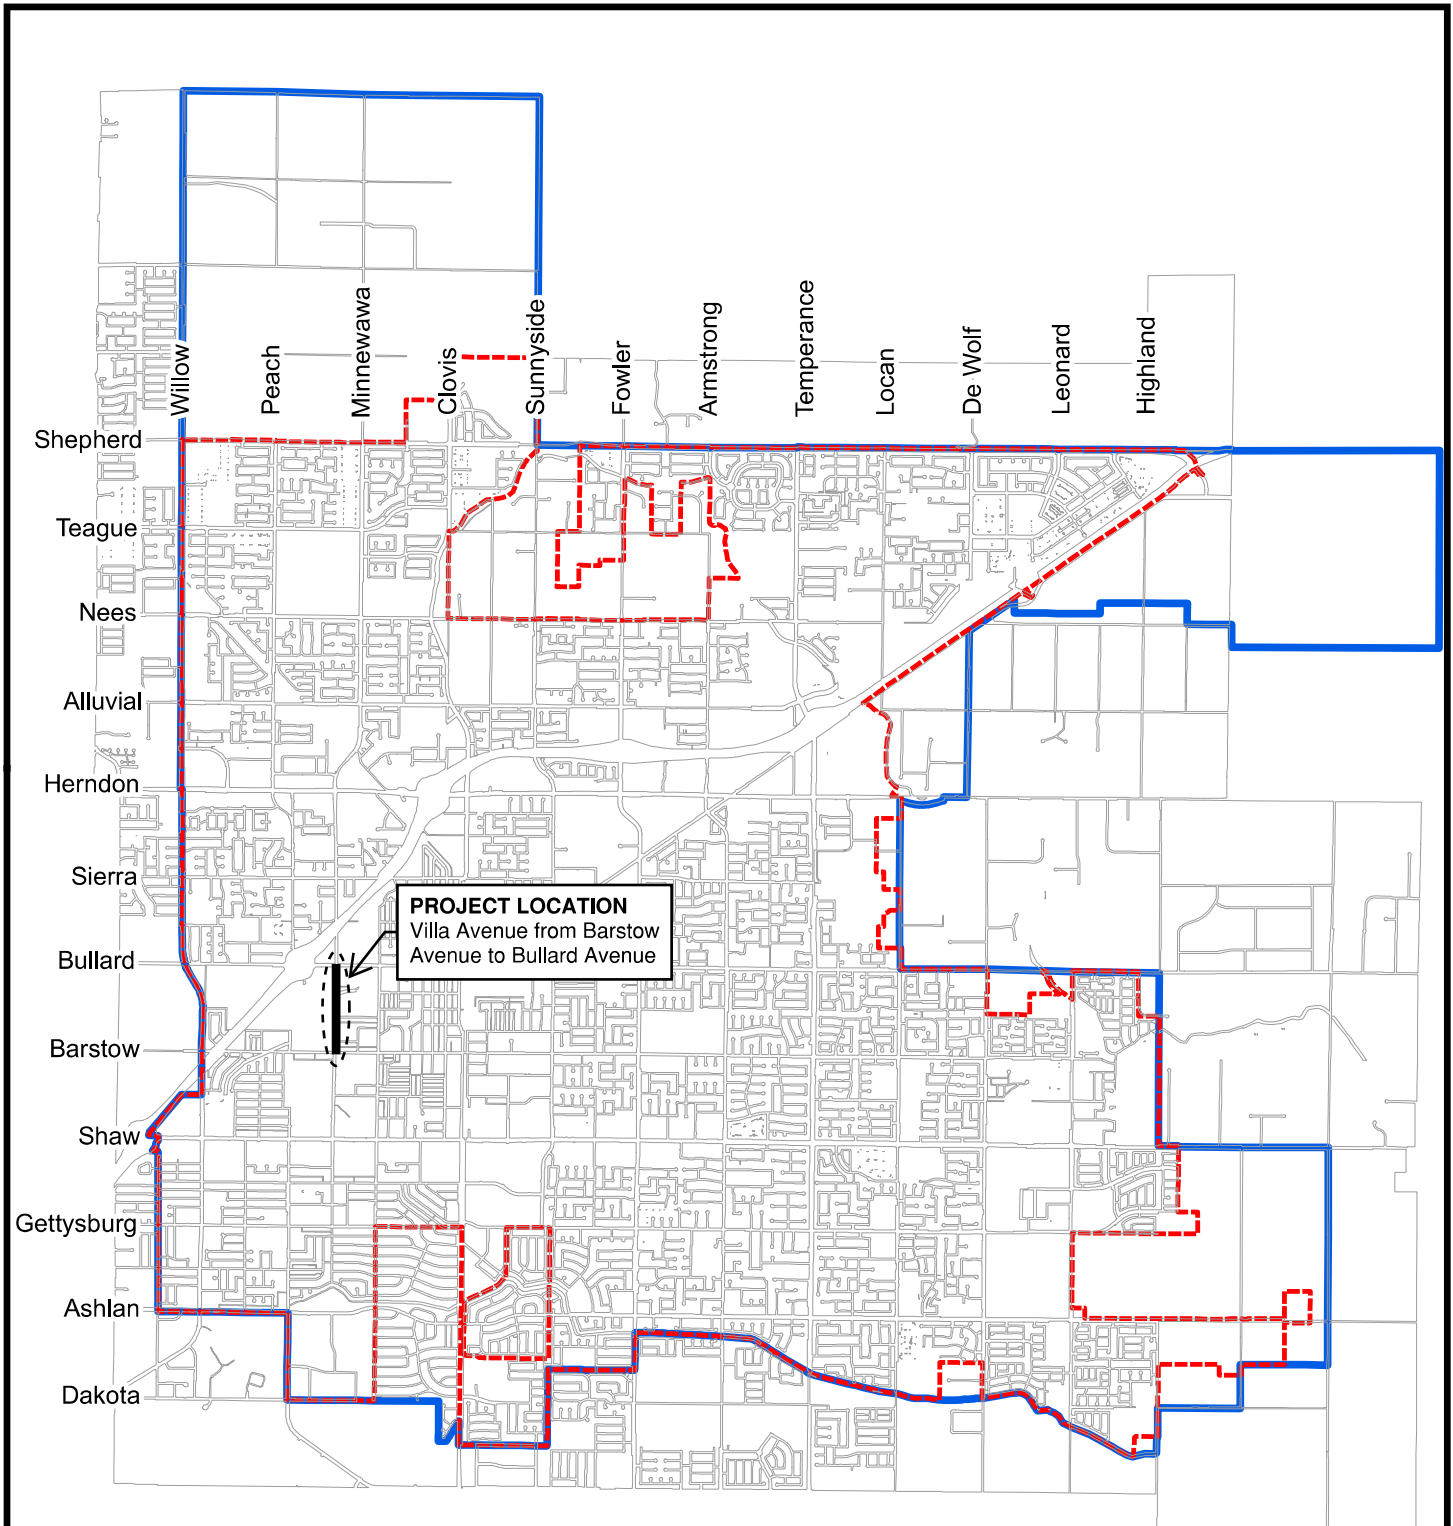 Willow
Peach
Minnewawa
Clovis
Sunnyside
Fowler
Armstrong
Temperance
Locan
De Wolf
Leonard
Highland
Shepherd
Teague
Nees
Alluvial
Herndon
Sierra
PROJECT LOCATION
Villa Avenue from Barstow
Avenue to Bullard Avenue
Bullard
Barstow
Shaw
Gettysburg
Ashlan
Dakota